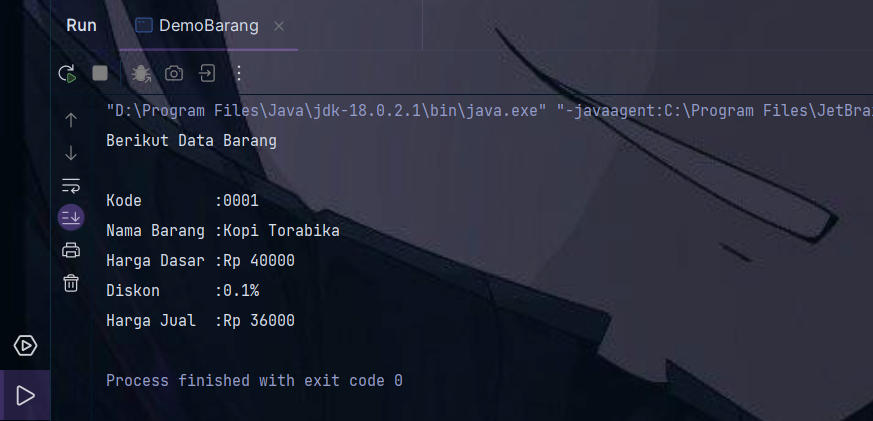 Run DemoBarang
"D:\Program Files\Java\jdk-18.0.2.1\bin\java.exe" "-javaagent:C:\Program Files\JetBra
Berikut Data Barang
Kode        :0001
Nama Barang :Kopi Torabika
Harga Dasar :Rp 40000
Diskon      :0.1%
Harga Jual  :Rp 36000
Process finished with exit code 0